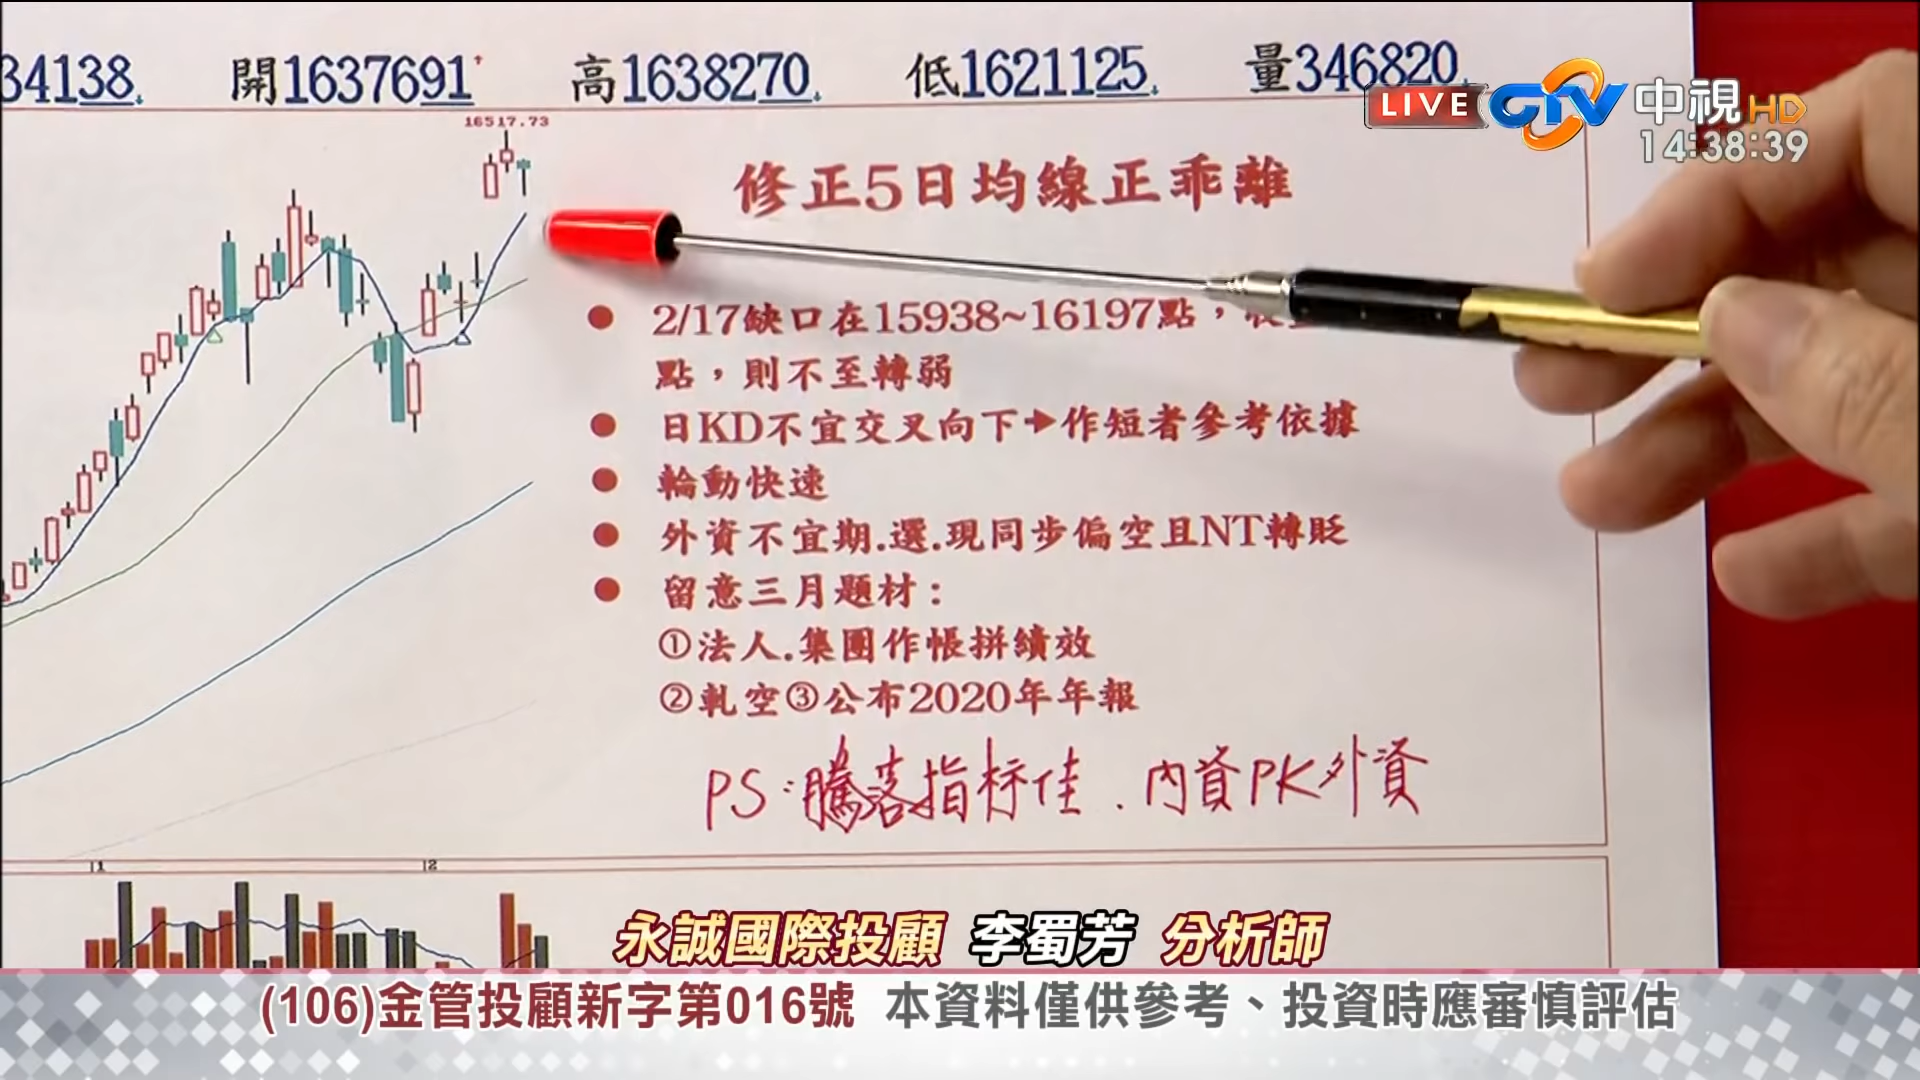 34138
開1637691
高1638270
低1621125
量346820
LIVE CTV 中視HD
14:38:39
16517.73
修正5日均線正乖離
2/17缺口在15938~16197點，
點，則不至轉弱
日KD不宜交叉向下➔作短者參考依據
輪動快速
外資不宜期.選.現同步偏空且NT轉貶
留意三月題材：
①法人.集團作帳拼績效
②軋空③公布2020年年報
PS:騰落指标佳.內資PK外資
1
2
永誠國際投顧 李蜀芳 分析師
(106)金管投顧新字第016號 本資料僅供參考、投資時應審慎評估